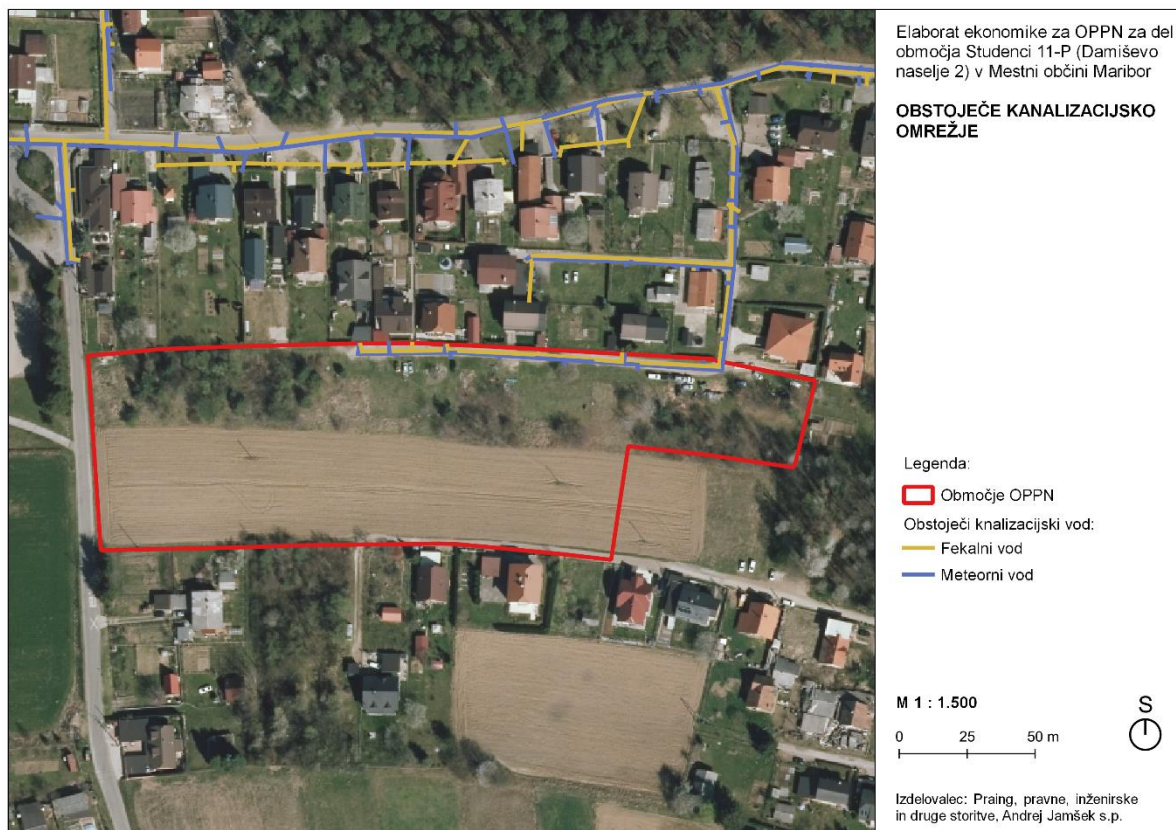 Elaborat ekonomike za OPPN za del
območja Studenci 11-P (Damiševo
naselje 2) v Mestni občini Maribor
OBSTOJEČE KANALIZACIJSKO
OMREŽJE
Legenda:
Območje OPPN
Obstoječi knalizacijski vod:
Fekalni vod
Meteorni vod
M 1 : 1.500
S
0 25 50 m
Izdelovalec: Praing, pravne, inženirske
in druge storitve, Andrej Jamšek s.p.